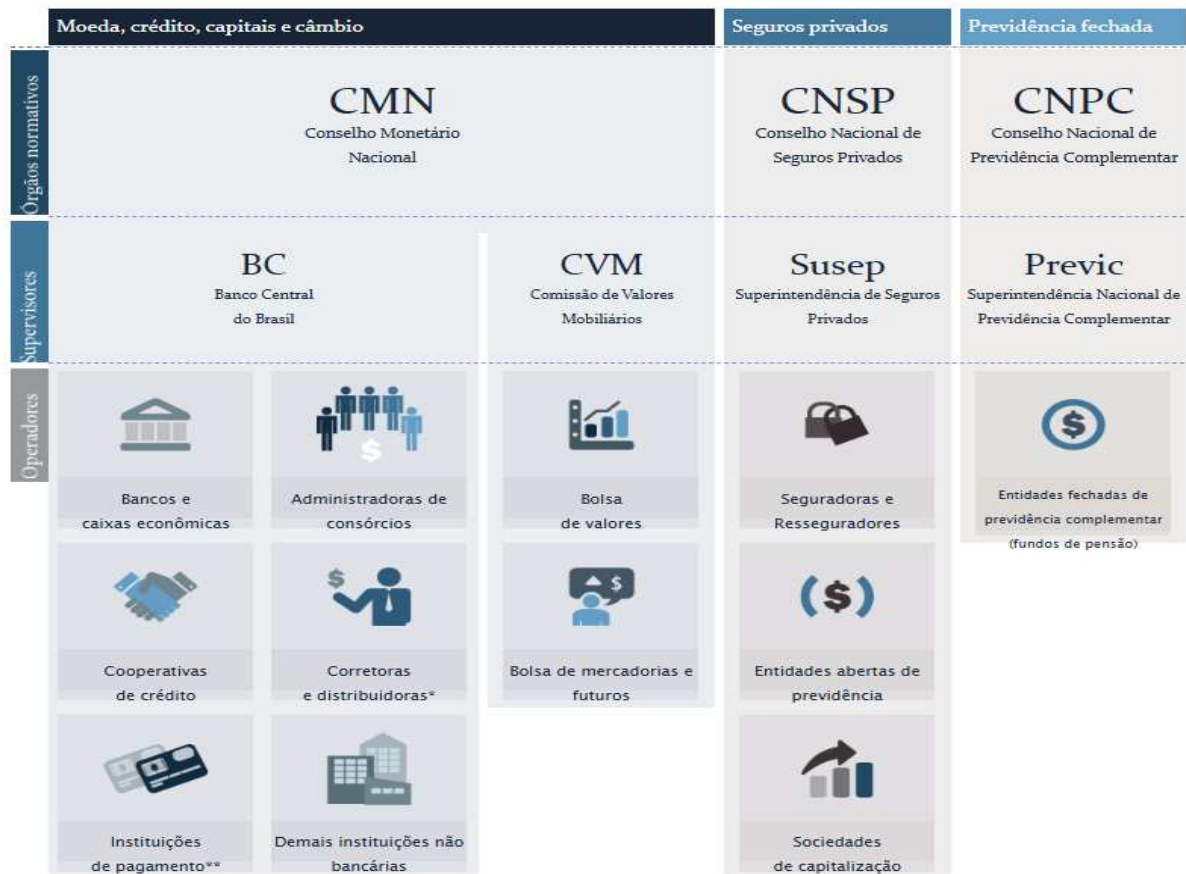 Moeda, crédito, capitais e câmbio
Seguros privados
Previdência fechada
Órgãos normativos
CMN
Conselho Monetário
Nacional
CNSP
Conselho Nacional de
Seguros Privados
CNPC
Conselho Nacional de
Previdência Complementar
Supervisores
BC
Banco Central
do Brasil
CVM
Comissão de Valores
Mobiliários
Susep
Superintendência de Seguros
Privados
Previc
Superintendência Nacional de
Previdência Complementar
Operadores
Bancos e
caixas econômicas
Administradoras de
consórcios
Bolsa
de valores
Seguradoras e
Resseguradores
Entidades fechadas de
previdência complementar
(fundos de pensão)
Cooperativas
de crédito
Corretoras
e distribuidoras*
Bolsa de mercadorias e
futuros
Entidades abertas de
previdência
Instituições
de pagamento**
Demais instituições não
bancárias
Sociedades
de capitalização